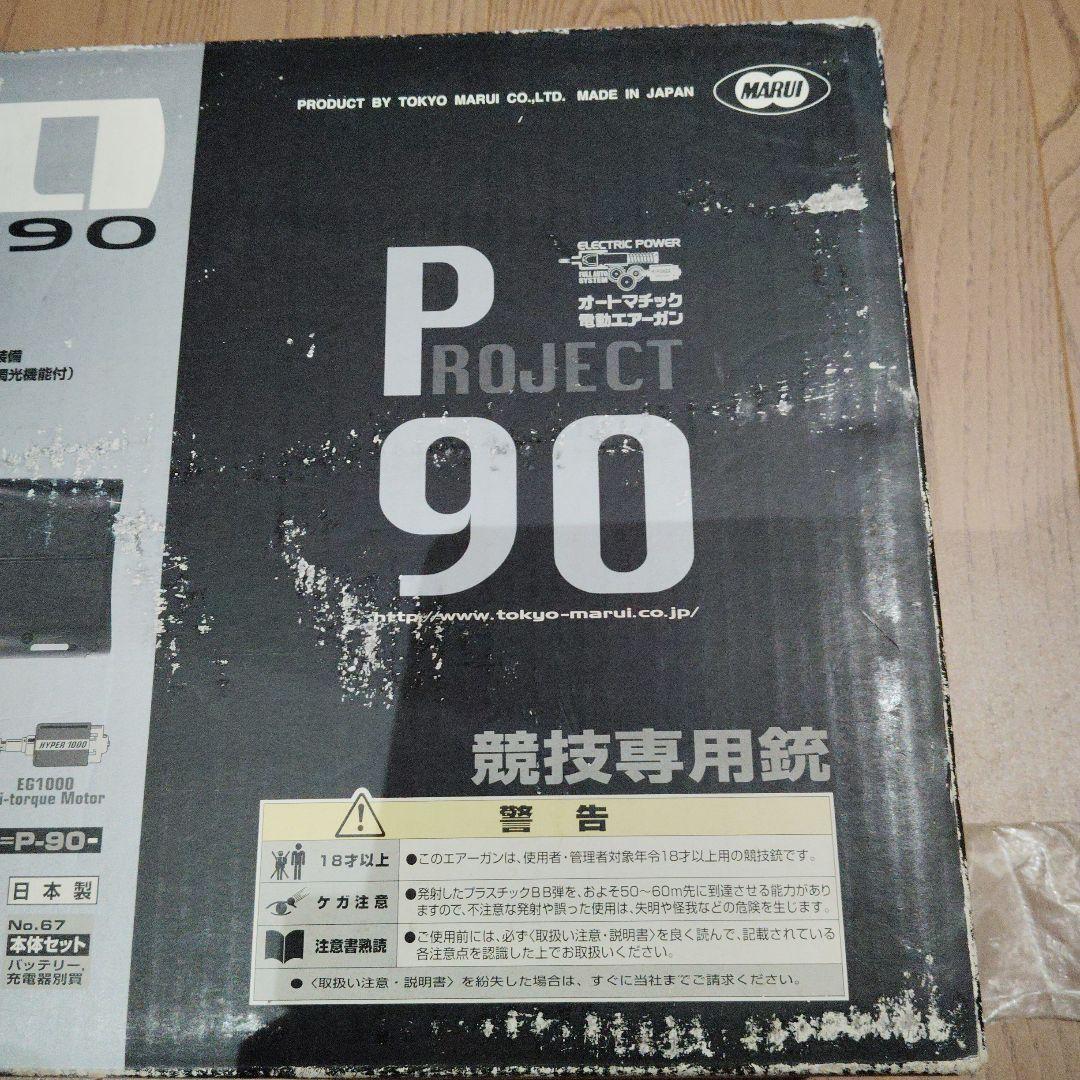 PRODUCT BY TOKYO MARUI CO.,LTD. MADE IN JAPAN
MARUI
90
ELECTRIC POWER
FULL AUTO
SYSTEM
オートマチック
電動エアーガン
PROJECT
90
http://www.tokyo-marui.co.jp/
装備
調光機能付)
HYPER 1000
EG1000
i-torque Motor
=P-90-
日本製
No.67
本体セット
バッテリー,
充電器別買
競技専用銃
警告
18才以上
●このエアーガンは、使用者・管理者対象年令18才以上用の競技銃です。
ケガ注意
●発射したプラスチックBB弾を、およそ50〜60m先に到達させる能力があり
ますので、不注意な発射や誤った使用は、失明や怪我などの危険を生じます。
注意書熟読
●ご使用前には、必ず〈取扱い注意・説明書〉を良く読んで、記載されている
各注意点を認識した上でお取扱いください。
●〈取扱い注意・説明書〉を紛失した場合は、すぐに当社までご請求ください。